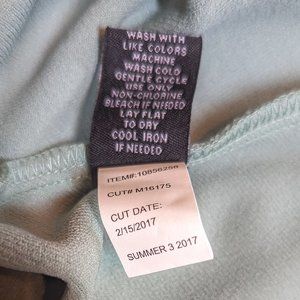 WASH WITH
LIKE COLORS
MACHINE
WASH COLD
GENTLE CYCLE
USE ONLY
NON-CHLORINE
BLEACH IF NEEDED
LAY FLAT
TO DAY
COOL IRON
IF NEEDED
ITEM#:10856256
CUT# M16175
CUT DATE:
2/15/2017
SUMMER 3 2017